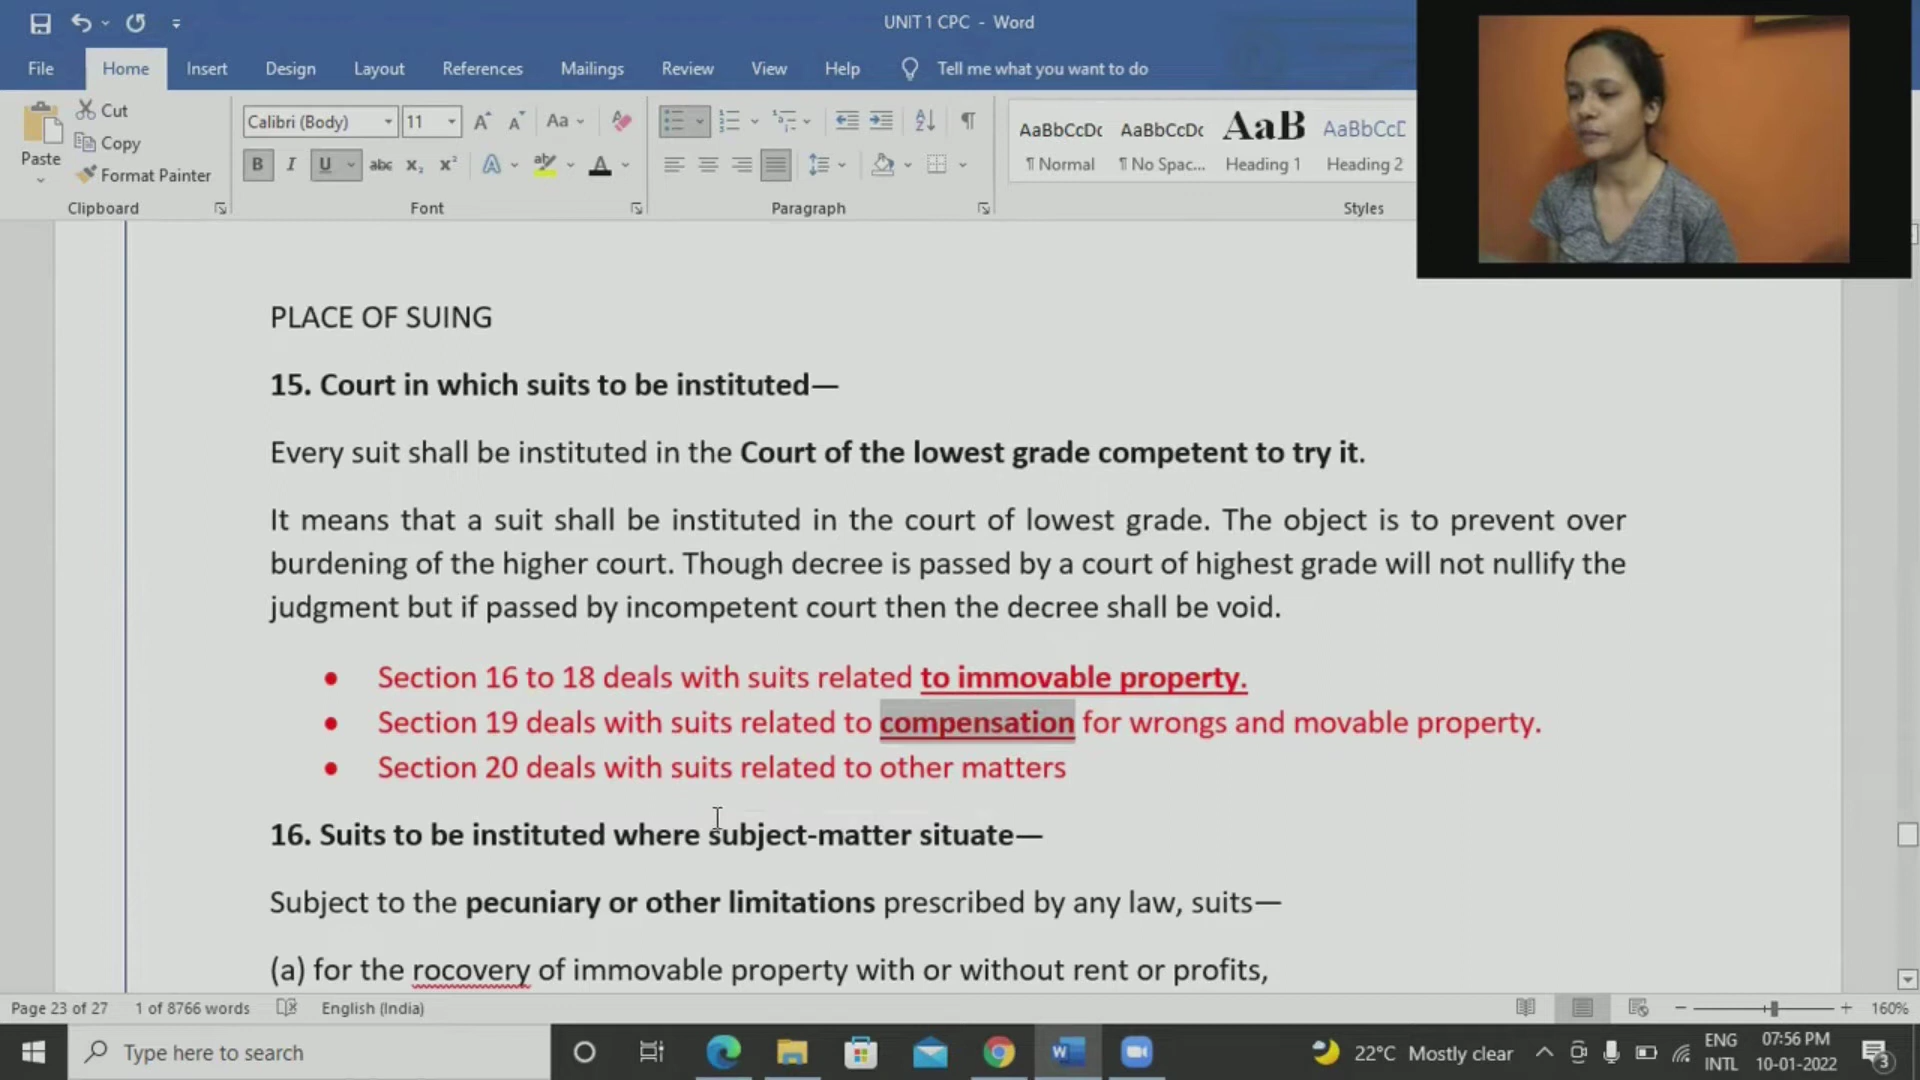 UNIT 1 CPC - Word
File Home Insert Design Layout References Mailings Review View Help Tell me what you want to do
Paste
Cut
Copy
Format Painter
Clipboard
Calibri (Body) 11
Font
Paragraph
AaBbCcDc AaBbCcDc AaB AaBbCcD
¶ Normal ¶ No Spac... Heading 1 Heading 2
Styles
PLACE OF SUING
15. Court in which suits to be instituted—
Every suit shall be instituted in the Court of the lowest grade competent to try it.
It means that a suit shall be instituted in the court of lowest grade. The object is to prevent over
burdening of the higher court. Though decree is passed by a court of highest grade will not nullify the
judgment but if passed by incompetent court then the decree shall be void.
• Section 16 to 18 deals with suits related to immovable property.
• Section 19 deals with suits related to compensation for wrongs and movable property.
• Section 20 deals with suits related to other matters
16. Suits to be instituted where subject-matter situate—
Subject to the pecuniary or other limitations prescribed by any law, suits—
(a) for the rocovery of immovable property with or without rent or profits,
Page 23 of 27 1 of 8766 words English (India) 160%
Type here to search
22°C Mostly clear
ENG
INTL
07:56 PM
10-01-2022
3